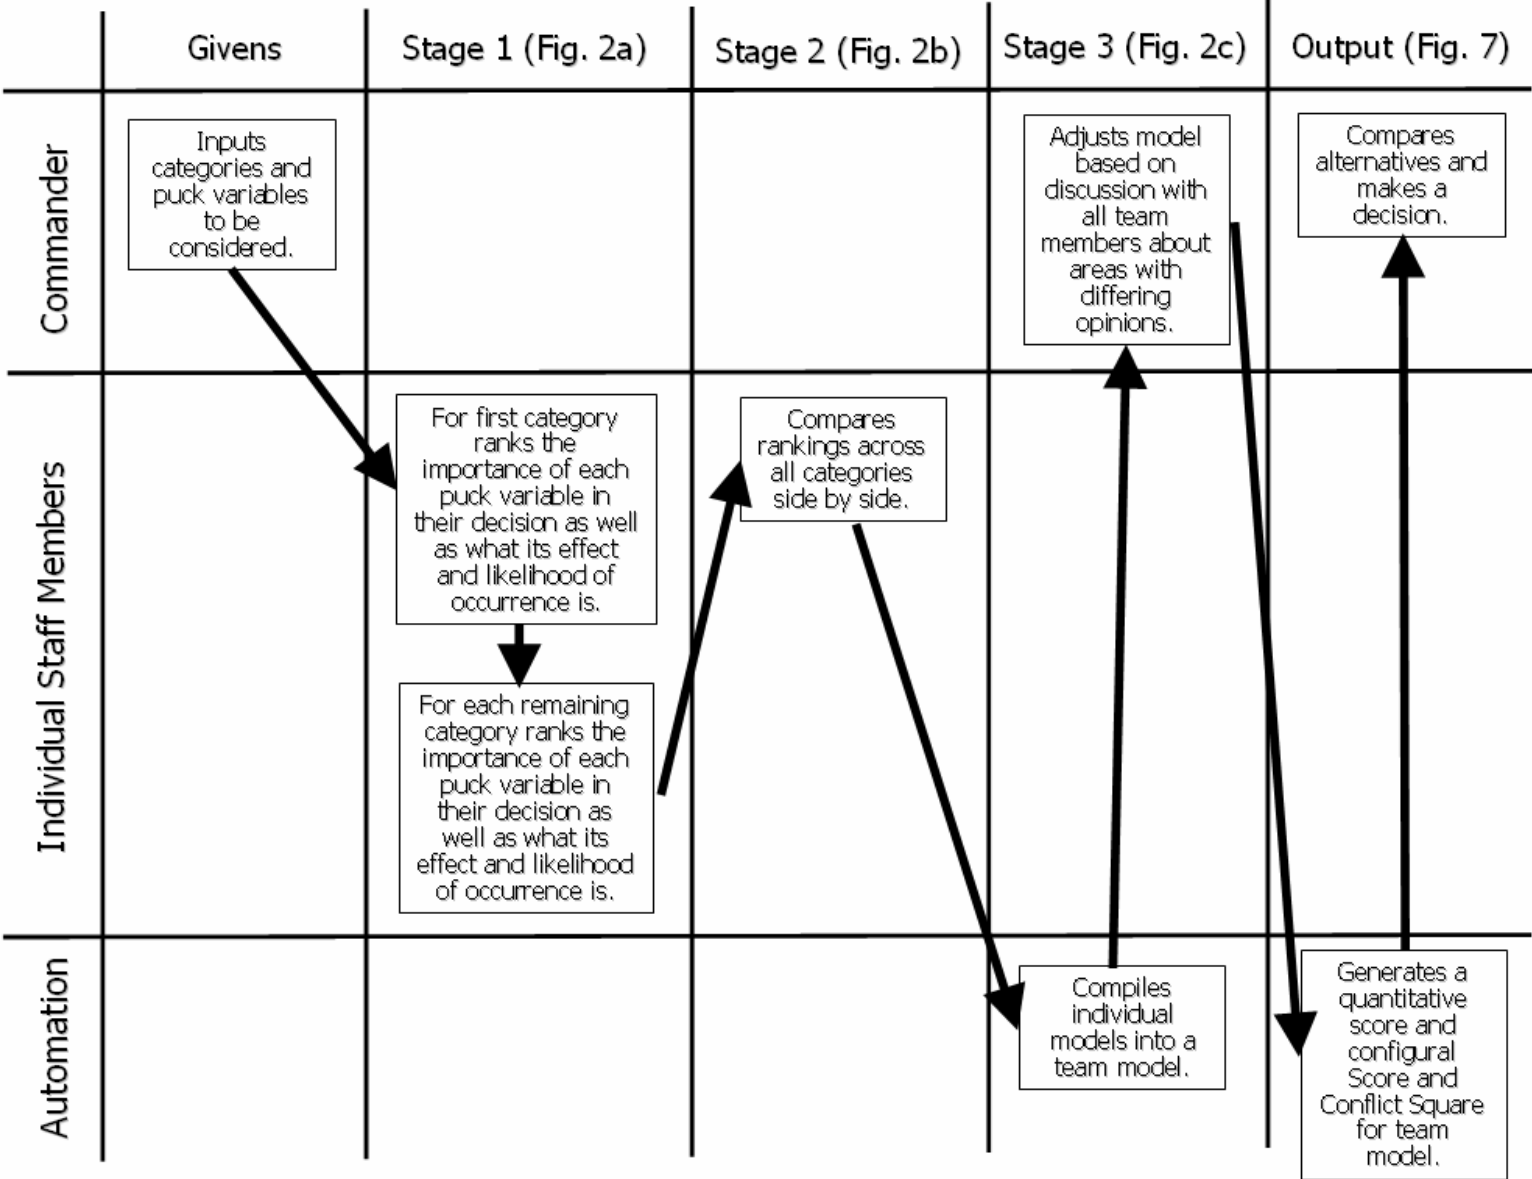 Givens
Stage 1 (Fig. 2a)
Stage 2 (Fig. 2b)
Stage 3 (Fig. 2c)
Output (Fig. 7)
Commander
Inputs
categories and
puck variables
to be
considered.
Adjusts model
based on
discussion with
all team
members about
areas with
differing
opinions.
Compares
alternatives and
makes a
decision.
Individual Staff Members
For first category
ranks the
importance of each
puck variable in
their decision as well
as what its effect
and likelihood of
occurrence is.
For each remaining
category ranks the
importance of each
puck variable in
their decision as
well as what its
effect and likelihood
of occurrence is.
Compares
rankings across
all categories
side by side.
Automation
Compiles
individual
models into a
team model.
Generates a
quantitative
score and
configural
Score and
Conflict Square
for team
model.